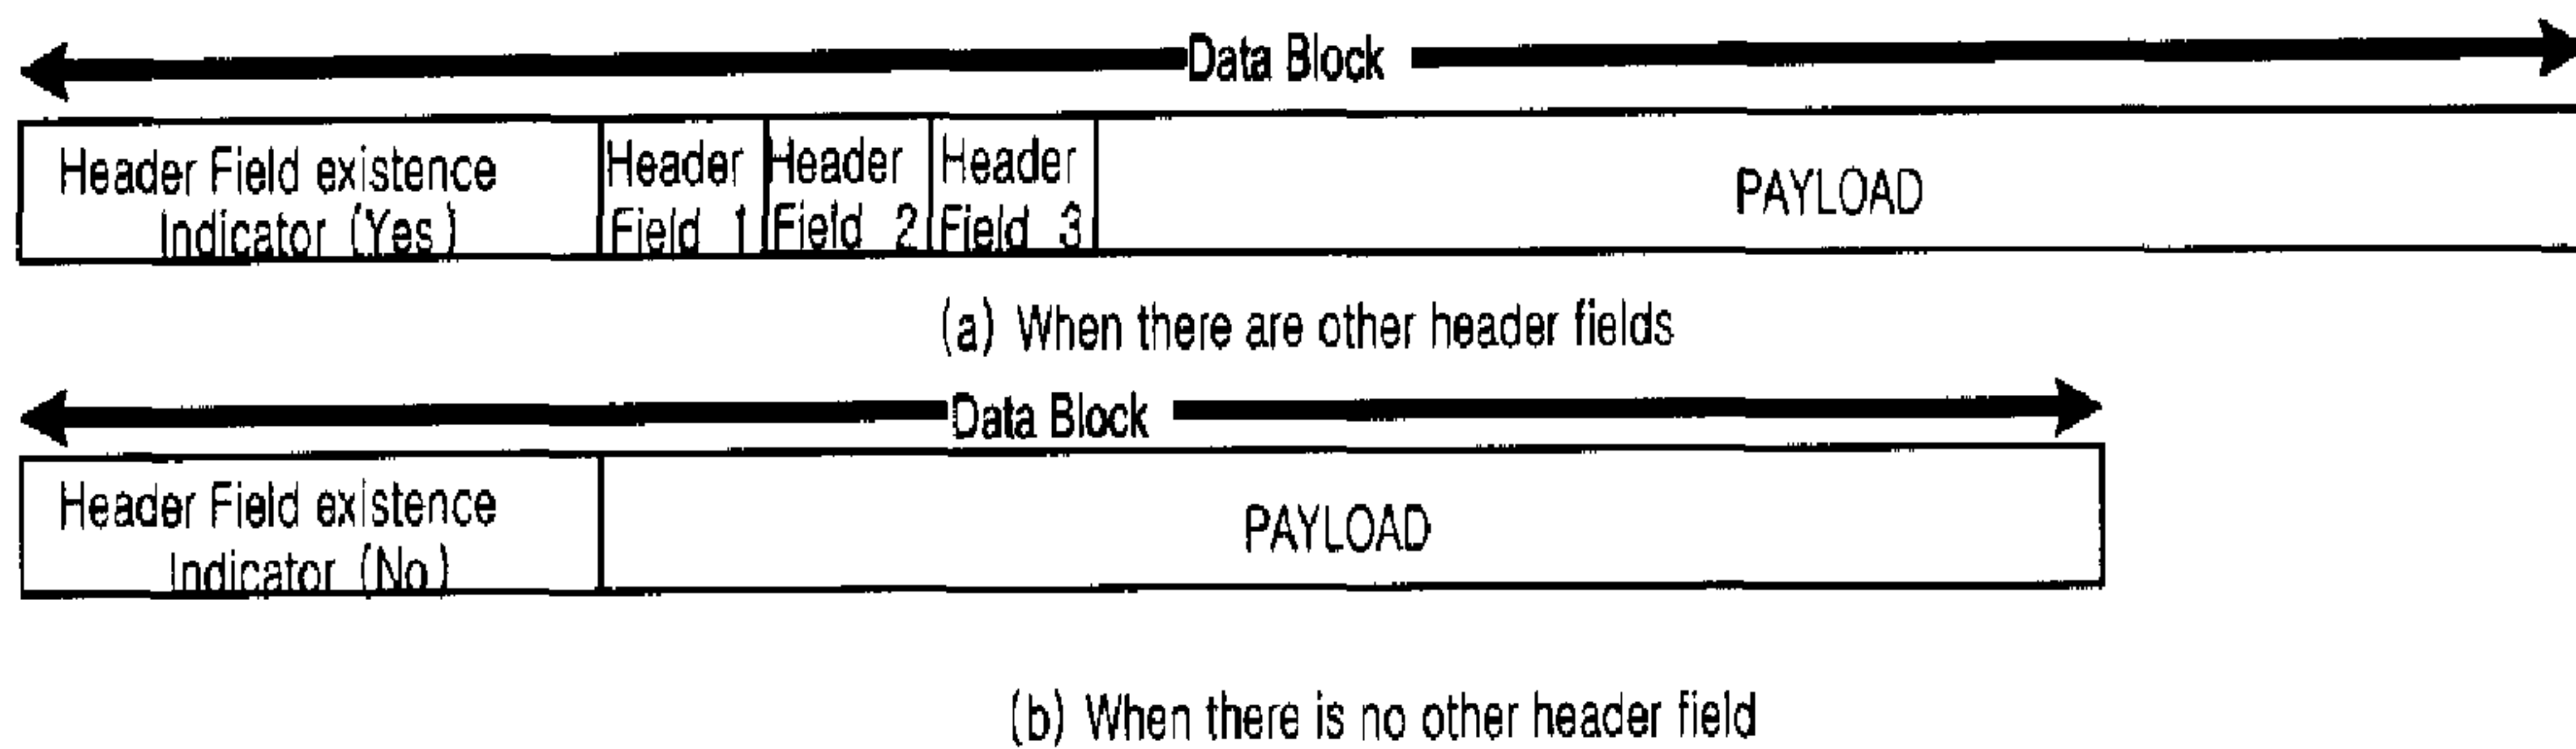 Data Block
Header Field existence
Indicator (Yes)
Header
Field 1
Header
Field 2
Header
Field 3
PAYLOAD
(a) When there are other header fields
Data Block
Header Field existence
Indicator (No)
PAYLOAD
(b) When there is no other header field